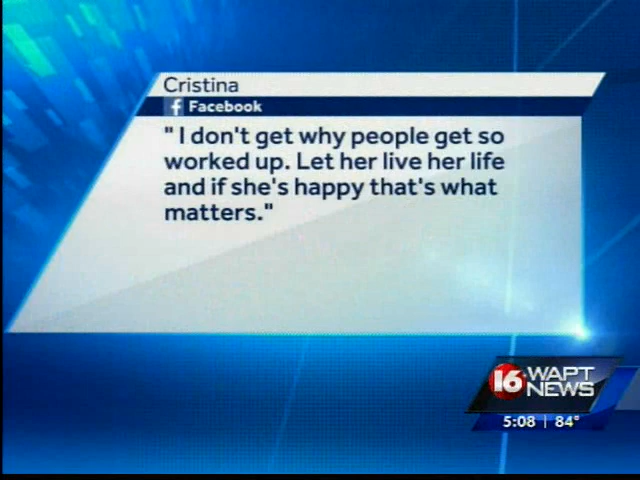 Cristina
f Facebook
" I don't get why people get so
worked up. Let her live her life
and if she's happy that's what
matters."
16 WAPT
NEWS
5:08 | 84°